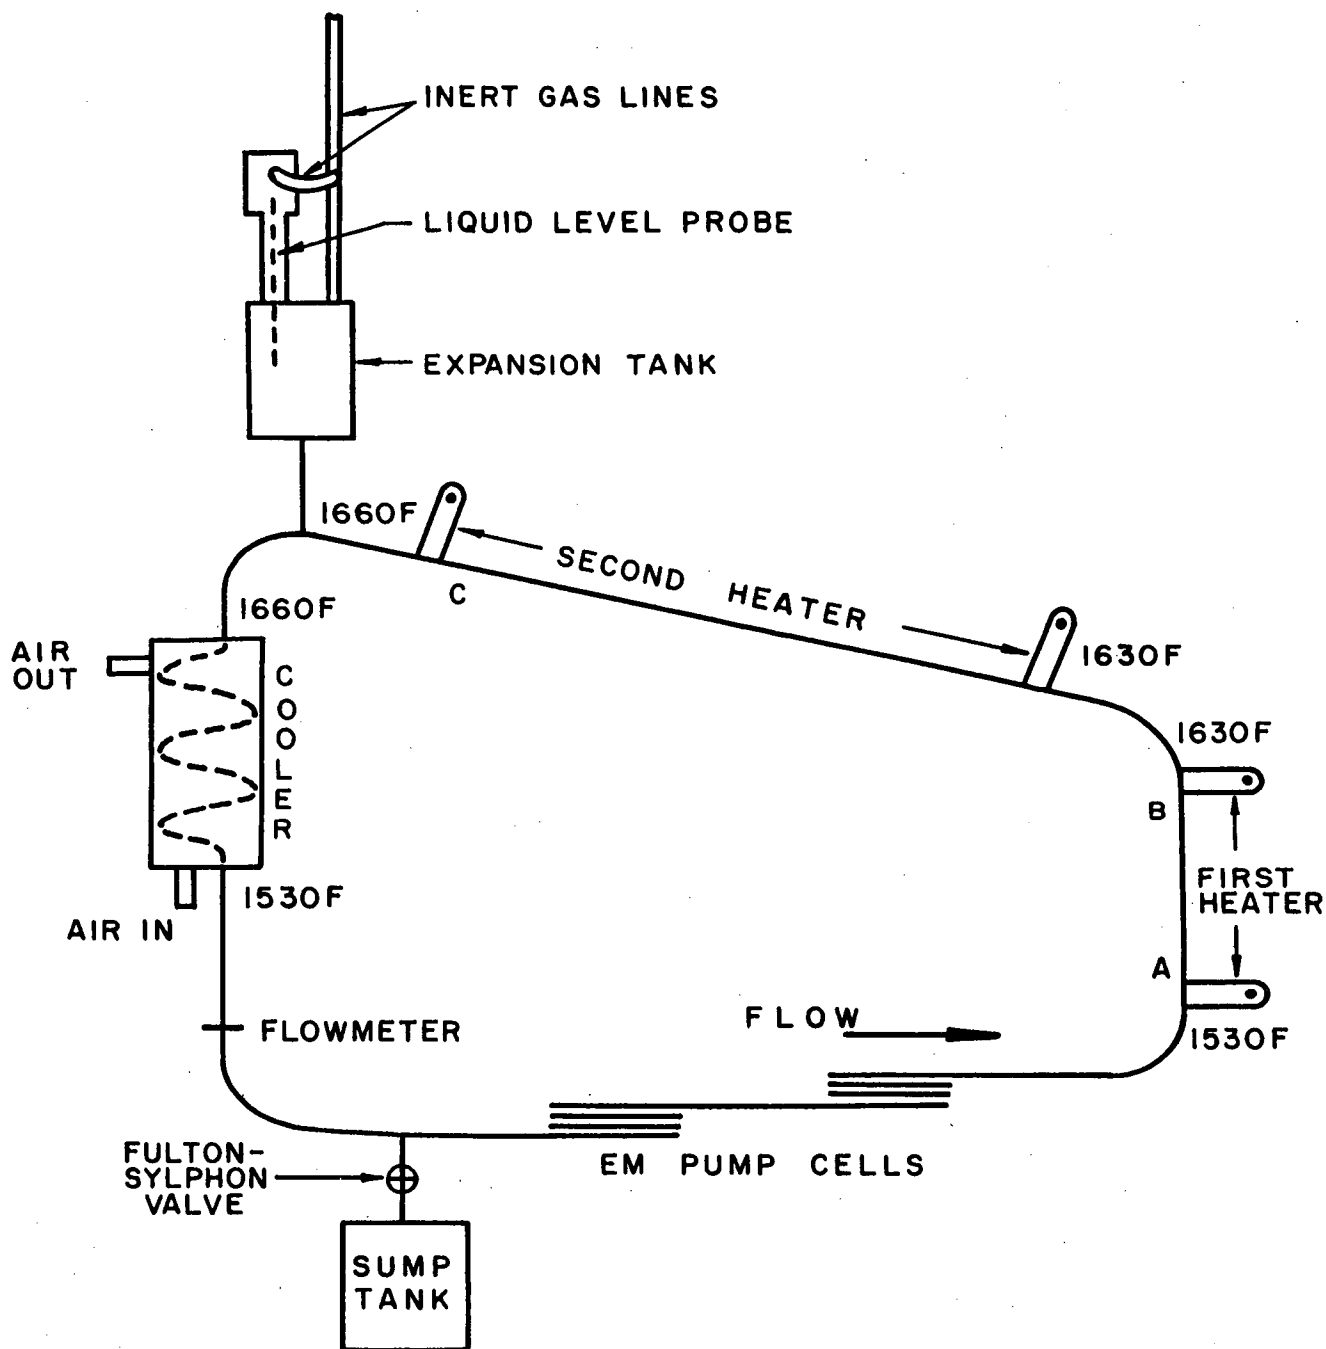 INERT GAS LINES
LIQUID LEVEL PROBE
EXPANSION TANK
1660F
SECOND HEATER
C
1660F
1630F
AIR
OUT
COOLER
1630F
B
FIRST
HEATER
1530F
AIR IN
A
FLOWMETER
FLOW
1530F
FULTON-
SYLPHON
VALVE
EM PUMP CELLS
SUMP
TANK